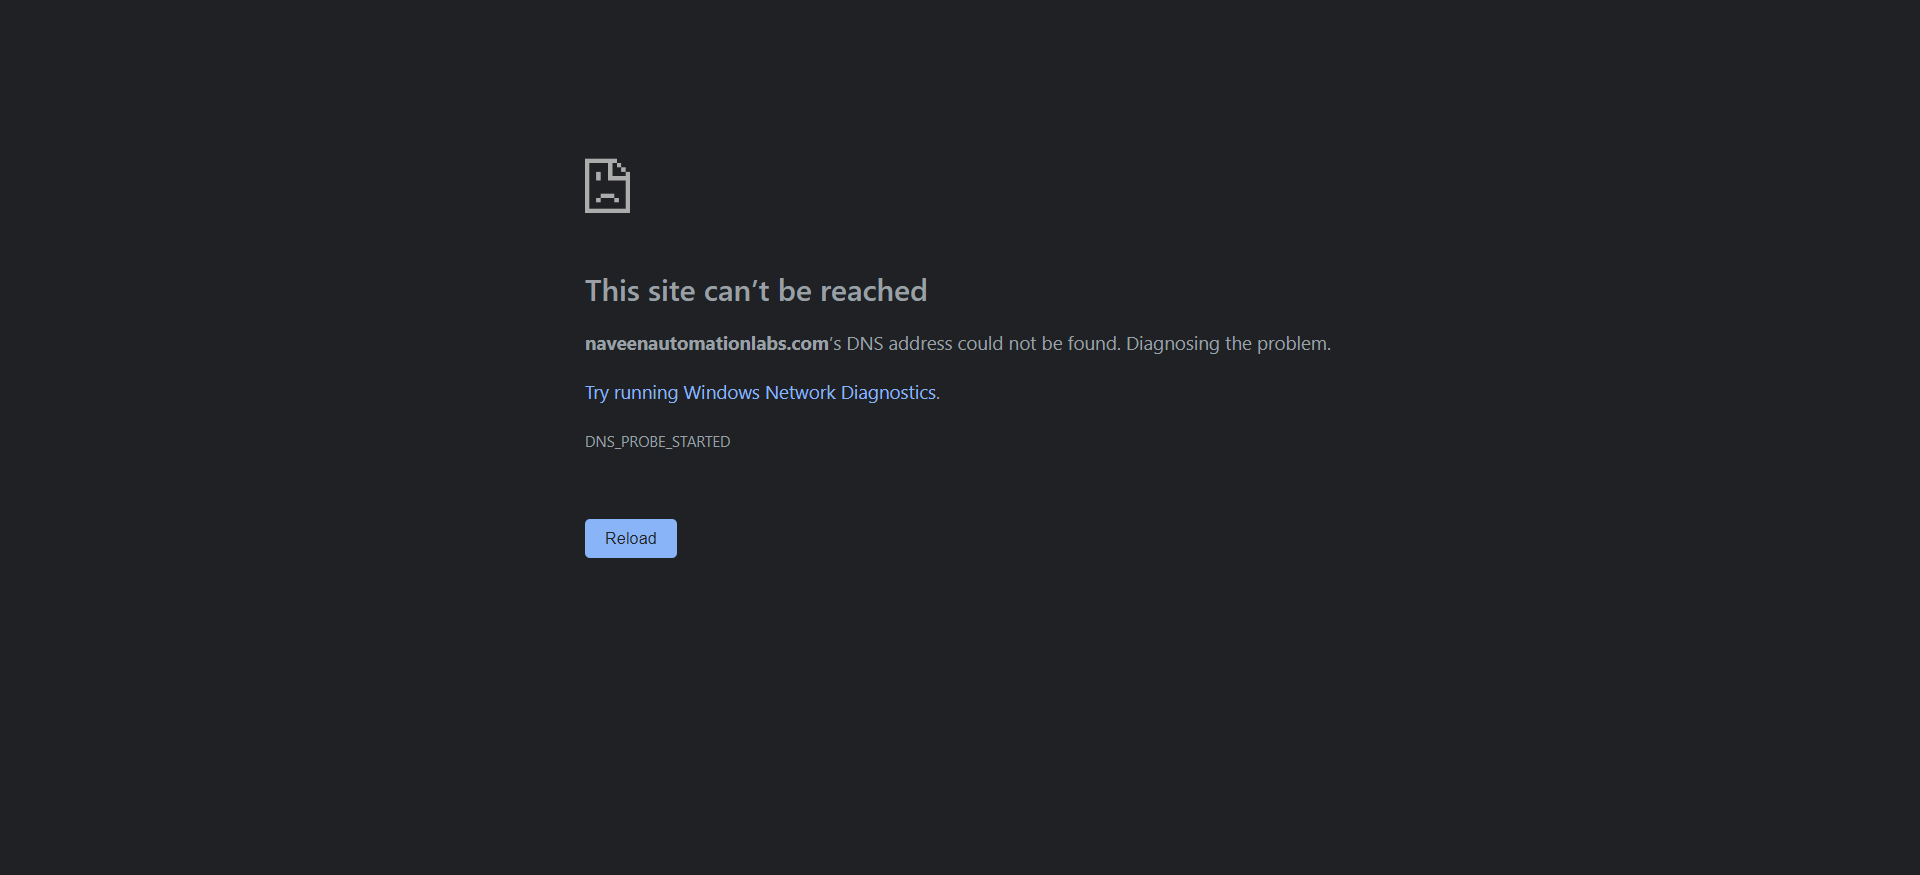 This site can’t be reached
naveenautomationlabs.com’s DNS address could not be found. Diagnosing the problem.
Try running Windows Network Diagnostics.
DNS_PROBE_STARTED
Reload